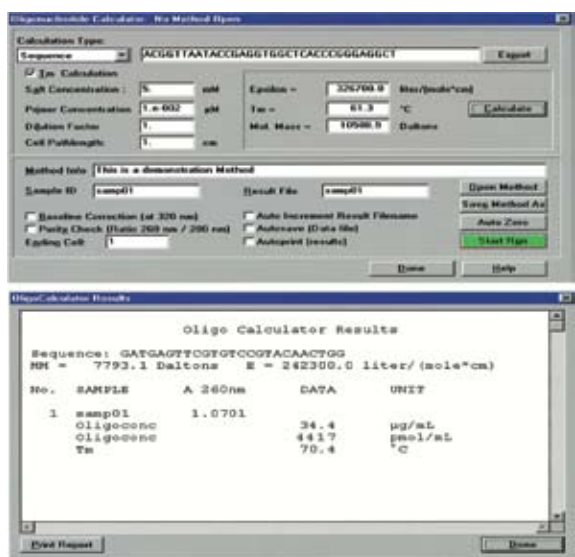 Oligonucleotide Calculator: No Method Open
Calculation Type:
Sequence ACGGTTAATACCGAGGTGGCTCACCCGGGAGGCT Export
Tm Calculation
Salt Concentration : 5. mM Epsilon = 326700.0 liter/(mole*cm)
Primer Concentration 1.e-002 µM Tm = 61.3 °C Calculate
Dilution Factor 1. Mol. Mass = 10500.9 Daltons
Cell Pathlength: 1. cm
Method Info This is a demonstration Method
Sample ID samp01 Result File samp01 Open Method
Save Method As
Baseline Correction (at 320 nm) Auto Increment Result Filename
Auto Zero
Purity Check (Ratio 260 nm / 280 nm) Autosave (Data file)
Ending Cell: 1 Autoprint (results) Start Run
Done Help
OligoCalculator Results
Oligo Calculator Results
Sequence: GATGAGTTCGTGTCCGTACAACTGG
MM = 7793.1 Daltons E = 242300.0 liter/(mole*cm)
No. SAMPLE A 260nm DATA UNIT
1 samp01 1.0701
Oligoconc 34.4 µg/mL
Oligoconc 4417 pmol/mL
Tm 70.4 °C
Print Report Done